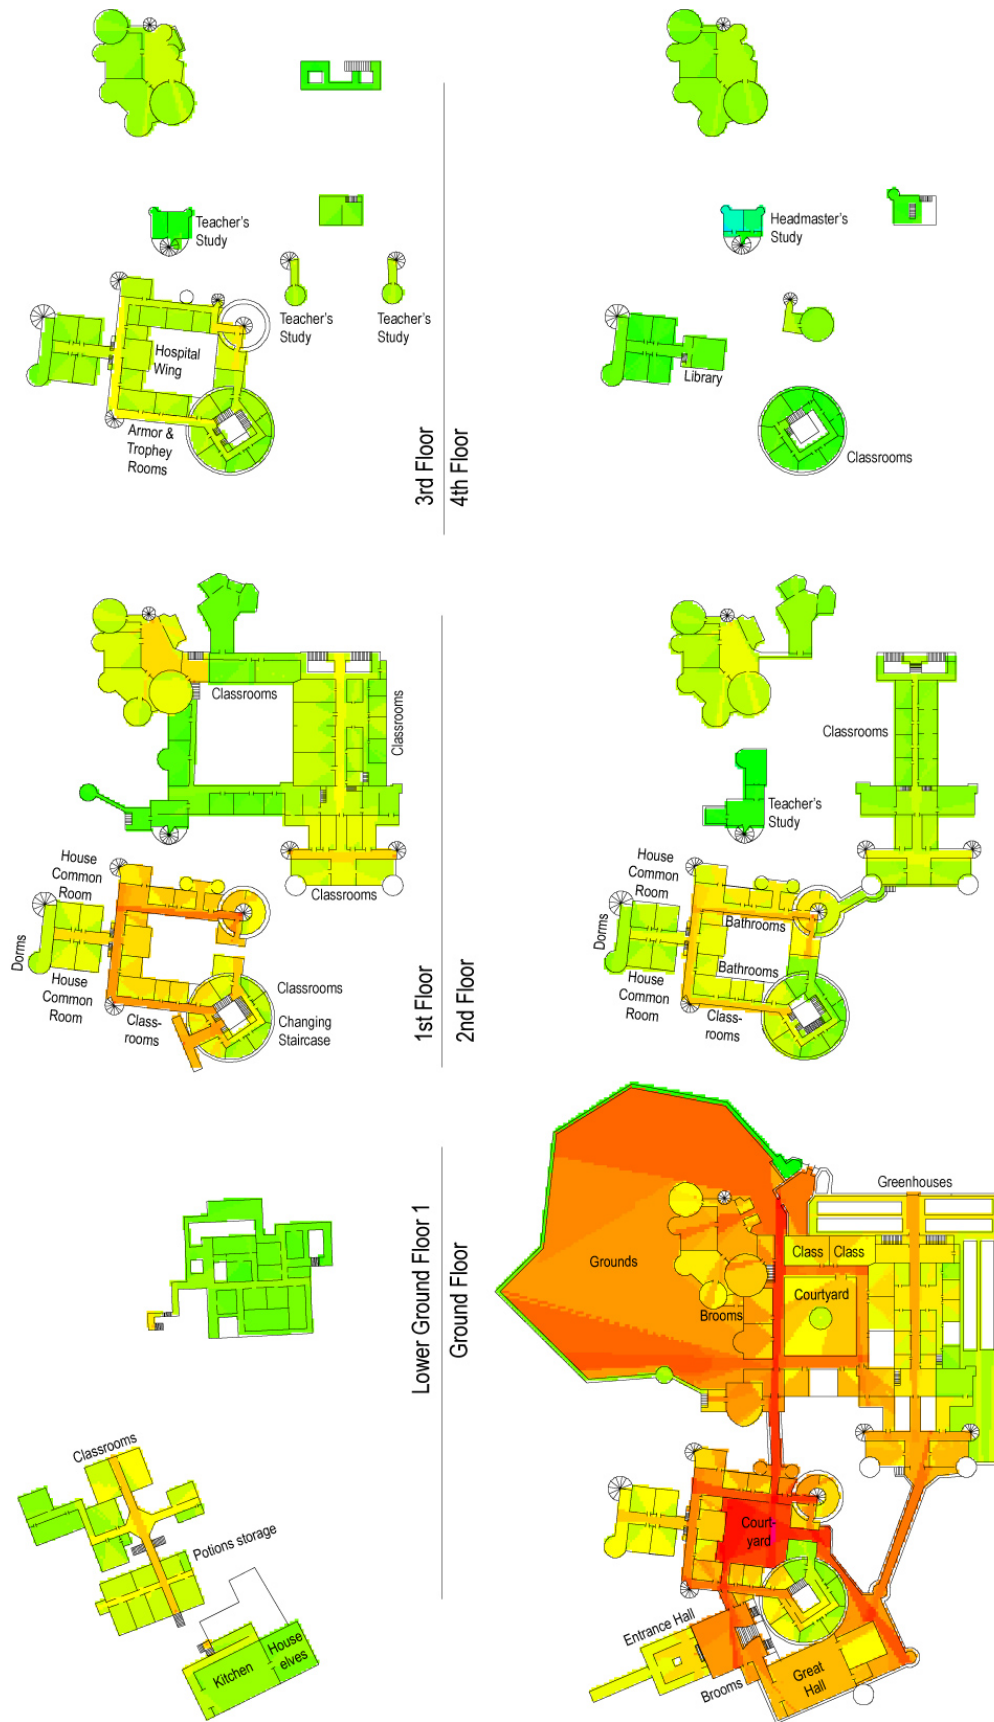 Teacher's
Study
Teacher's
Study
Teacher's
Study
Hospital
Wing
Armor &
Trophey
Rooms
3rd Floor
4th Floor
Headmaster's
Study
Library
Classrooms
Classrooms
Classrooms
Classrooms
House
Common
Room
Dorms
House
Common
Room
Class-
rooms
Classrooms
Changing
Staircase
1st Floor
2nd Floor
Classrooms
Teacher's
Study
House
Common
Room
Dorms
Bathrooms
Bathrooms
House
Common
Room
Class-
rooms
Lower Ground Floor 1
Ground Floor
Classrooms
Potions storage
Kitchen
House
elves
Greenhouses
Grounds
Class
Class
Courtyard
Brooms
Court-
yard
Entrance Hall
Brooms
Great
Hall